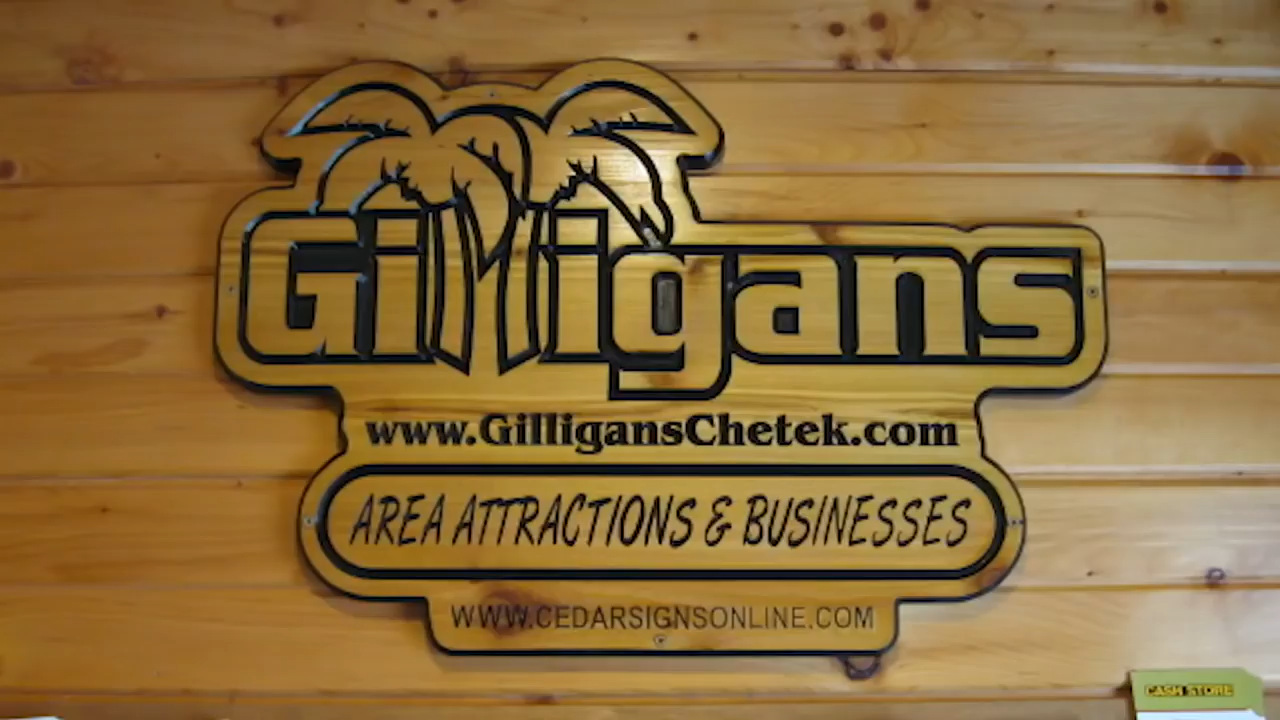 Gilligans
www.GilligansChetek.com
AREA ATTRACTIONS & BUSINESSES
WWW.CEDARSIGNSONLINE.COM
CASH STORE